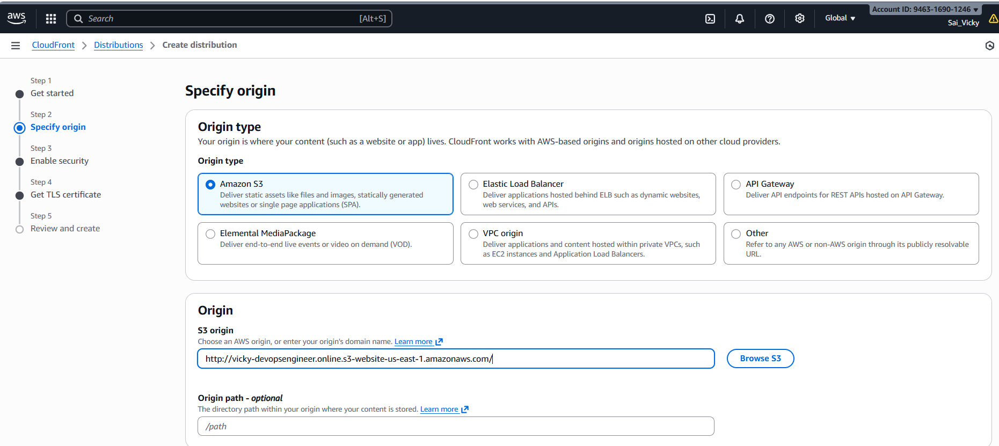 aws
Search [Alt+S]
Global
Account ID: 9463-1690-1246
Sai_Vicky
CloudFront
Distributions
Create distribution
Step 1
Get started
Step 2
Specify origin
Step 3
Enable security
Step 4
Get TLS certificate
Step 5
Review and create
Specify origin
Origin type
Your origin is where your content (such as a website or app) lives. CloudFront works with AWS-based origins and origins hosted on other cloud providers.
Origin type
Amazon S3
Deliver static assets like files and images, statically generated
websites or single page applications (SPA).
Elastic Load Balancer
Deliver applications hosted behind ELB such as dynamic websites,
web services, and APIs.
API Gateway
Deliver API endpoints for REST APIs hosted on API Gateway.
Elemental MediaPackage
Deliver end-to-end live events or video on demand (VOD).
VPC origin
Deliver applications and content hosted within private VPCs, such
as EC2 instances and Application Load Balancers.
Other
Refer to any AWS or non-AWS origin through its publicly resolvable
URL.
Origin
S3 origin
Choose an AWS origin, or enter your origin's domain name. Learn more
http://vicky-devopsengineer.online.s3-website-us-east-1.amazonaws.com/
Browse S3
Origin path - optional
The directory path within your origin where your content is stored. Learn more
/path